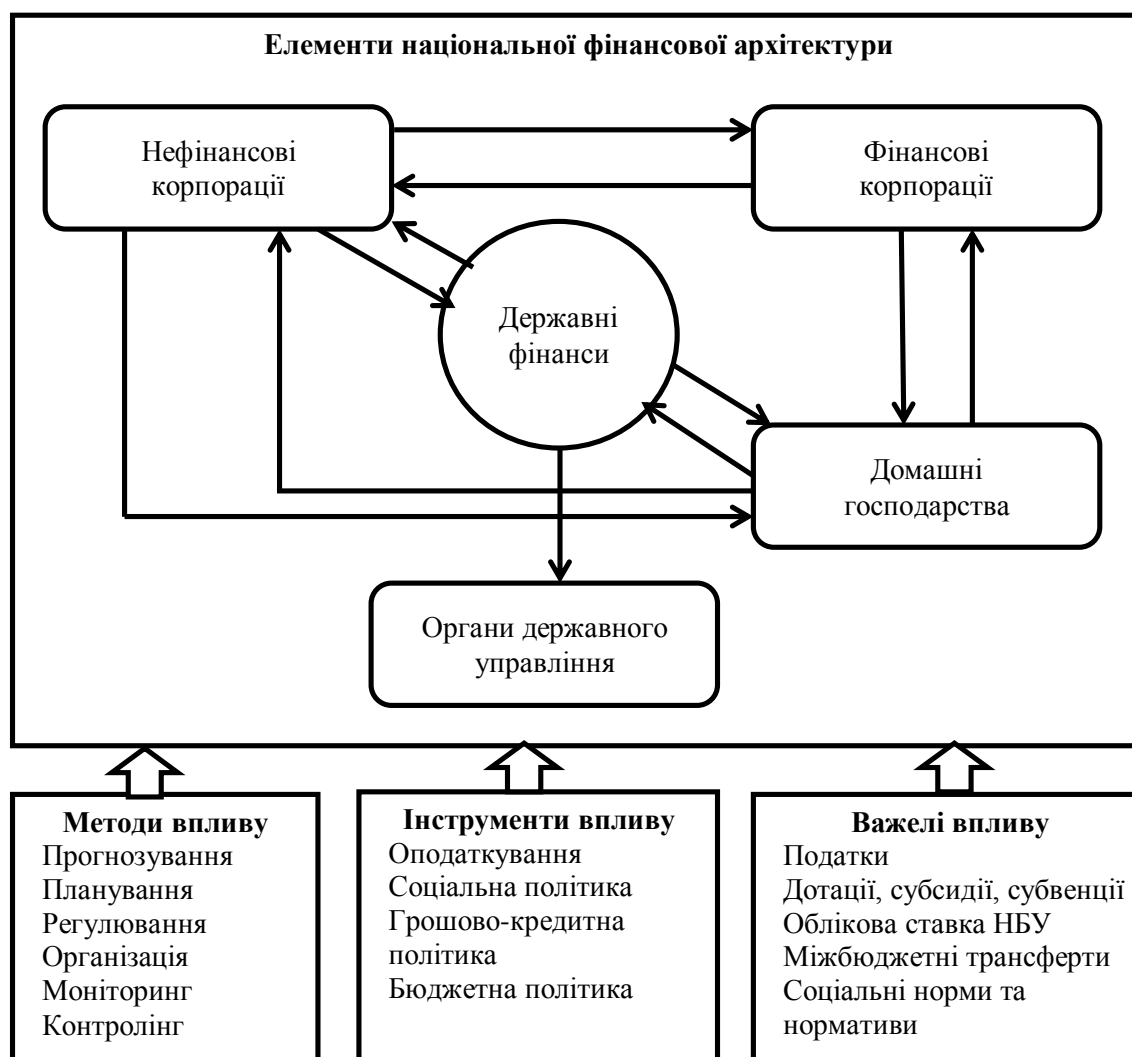 Елементи національної фінансової архітектури
Нефінансові
корпорації
Фінансові
корпорації
Державні
фінанси
Домашні
господарства
Органи державного
управління
Методи впливу
Прогнозування
Планування
Регулювання
Організація
Моніторинг
Контролінг
Інструменти впливу
Оподаткування
Соціальна політика
Грошово-кредитна
політика
Бюджетна політика
Важелі впливу
Податки
Дотації, субсидії, субвенції
Облікова ставка НБУ
Міжбюджетні трансферти
Соціальні норми та
нормативи